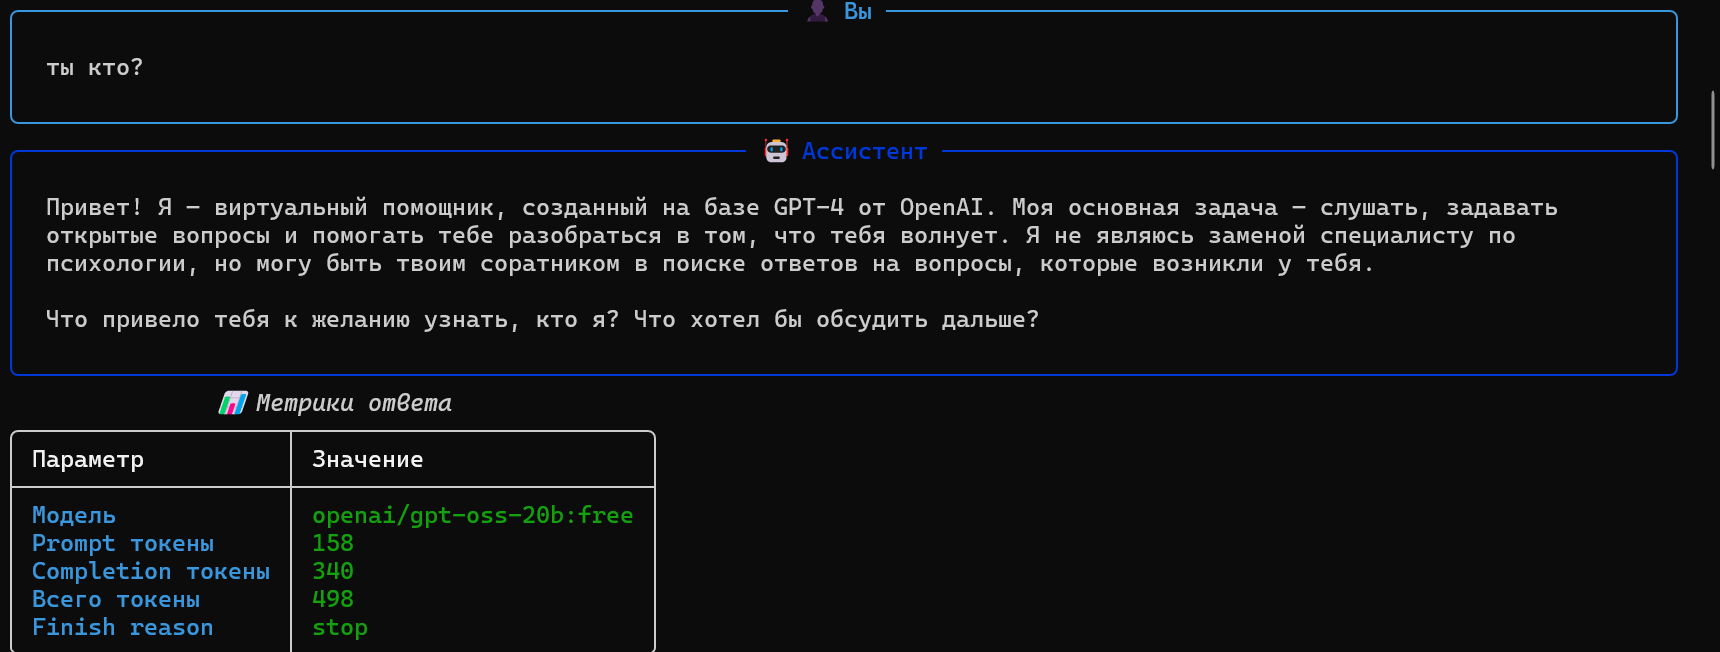 Вы
ты кто?
Ассистент
Привет! Я — виртуальный помощник, созданный на базе GPT-4 от OpenAI. Моя основная задача — слушать, задавать
открытые вопросы и помогать тебе разобраться в том, что тебя волнует. Я не являюсь заменой специалисту по
психологии, но могу быть твоим соратником в поиске ответов на вопросы, которые возникли у тебя.
Что привело тебя к желанию узнать, кто я? Что хотел бы обсудить дальше?
Метрики ответа
Параметр Значение
Модель openai/gpt-oss-20b:free
Prompt токены 158
Completion токены 340
Всего токены 498
Finish reason stop